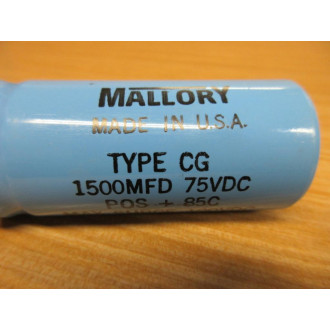 MALLORY
MADE IN U.S.A.
TYPE CG
1500MFD 75VDC
POS + 85C